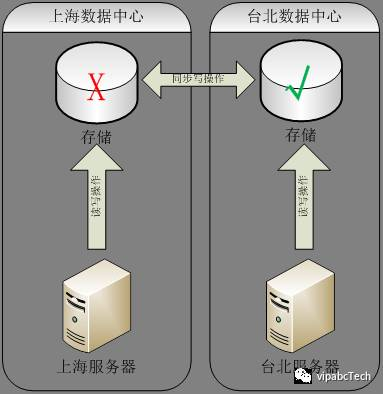 上海数据中心
台北数据中心
X
同步写操作
存储
存储
读写操作
读写操作
上海服务器
台北服务器
vipabcTech